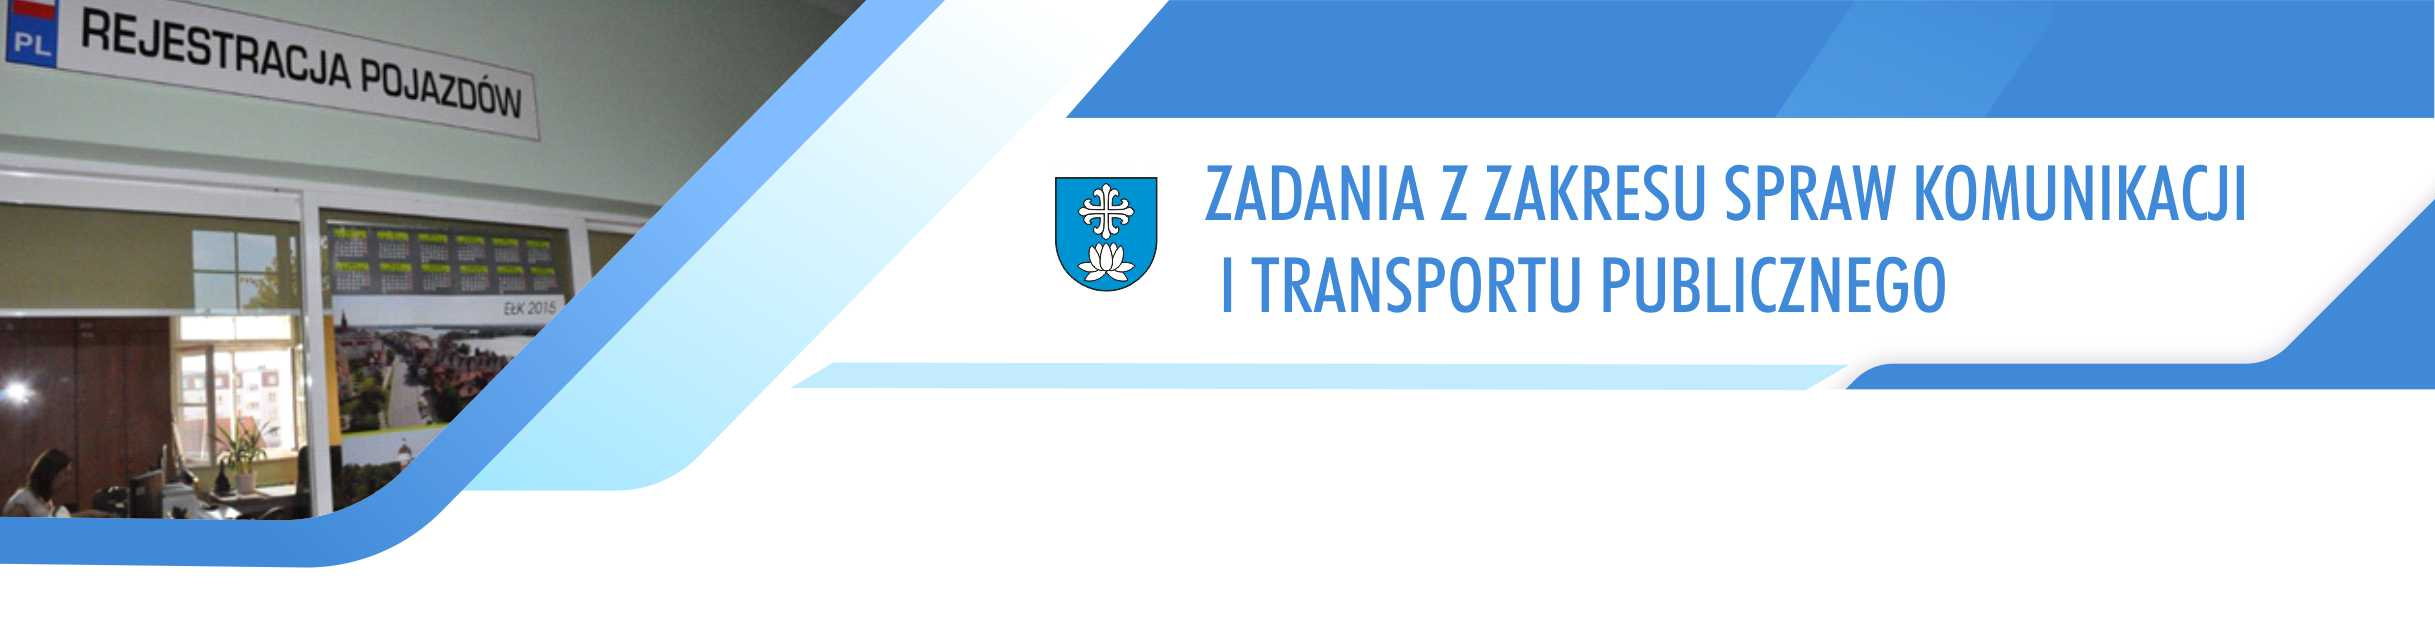 PL
REJESTRACJA POJAZDÓW
EŁK 2015
ZADANIA Z ZAKRESU SPRAW KOMUNIKACJI
I TRANSPORTU PUBLICZNEGO